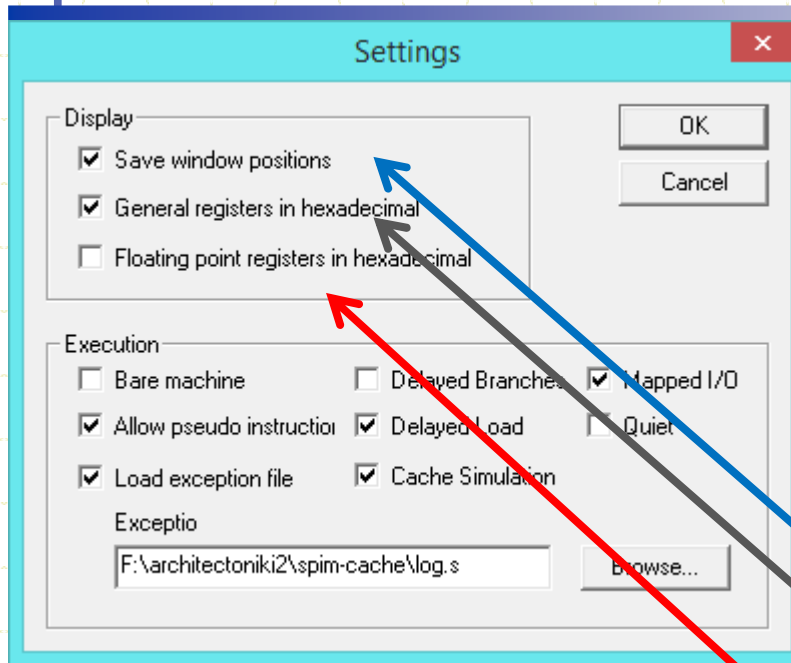 Settings
Display
Save window positions
General registers in hexadecimal
Floating point registers in hexadecimal
OK
Cancel
Execution
Bare machine
Delayed Branches
Mapped I/O
Allow pseudo instruction
Delayed Load
Quiet
Load exception file
Cache Simulation
Exceptio
F:\architectoniki2\spim-cache\log.s
Browse...